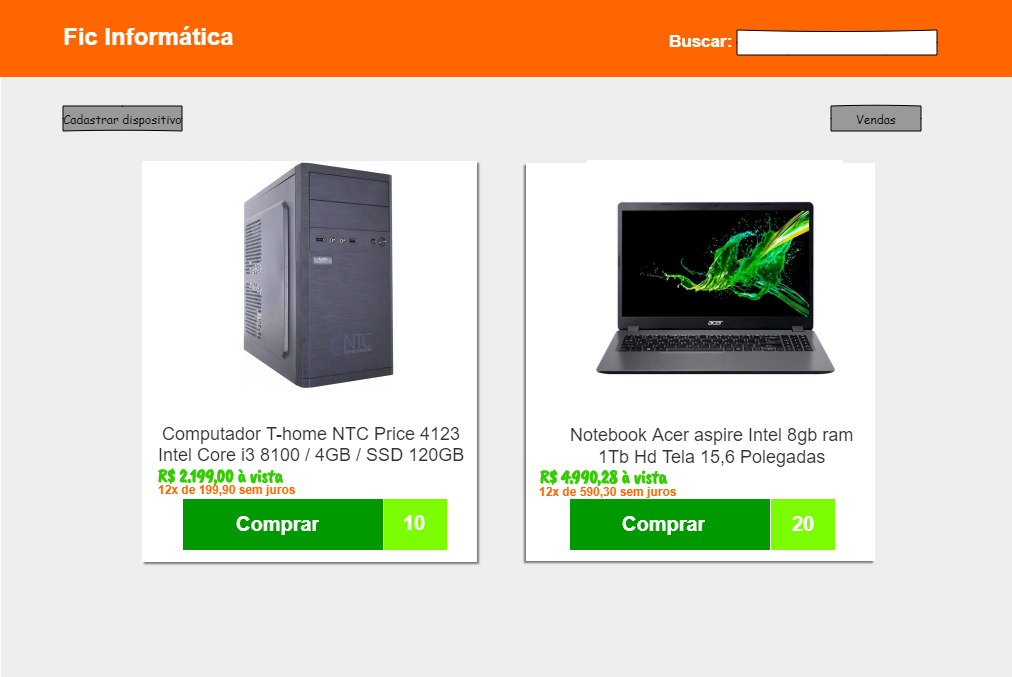 Fic Informática
Buscar:
Cadastrar dispositivo
Vendas
NTC
acer
Computador T-home NTC Price 4123
Intel Core i3 8100 / 4GB / SSD 120GB
R$ 2.199,00 à vista
12x de 199,90 sem juros
Comprar 10
Notebook Acer aspire Intel 8gb ram
1Tb Hd Tela 15,6 Polegadas
R$ 4.990,28 à vista
12x de 590,30 sem juros
Comprar 20